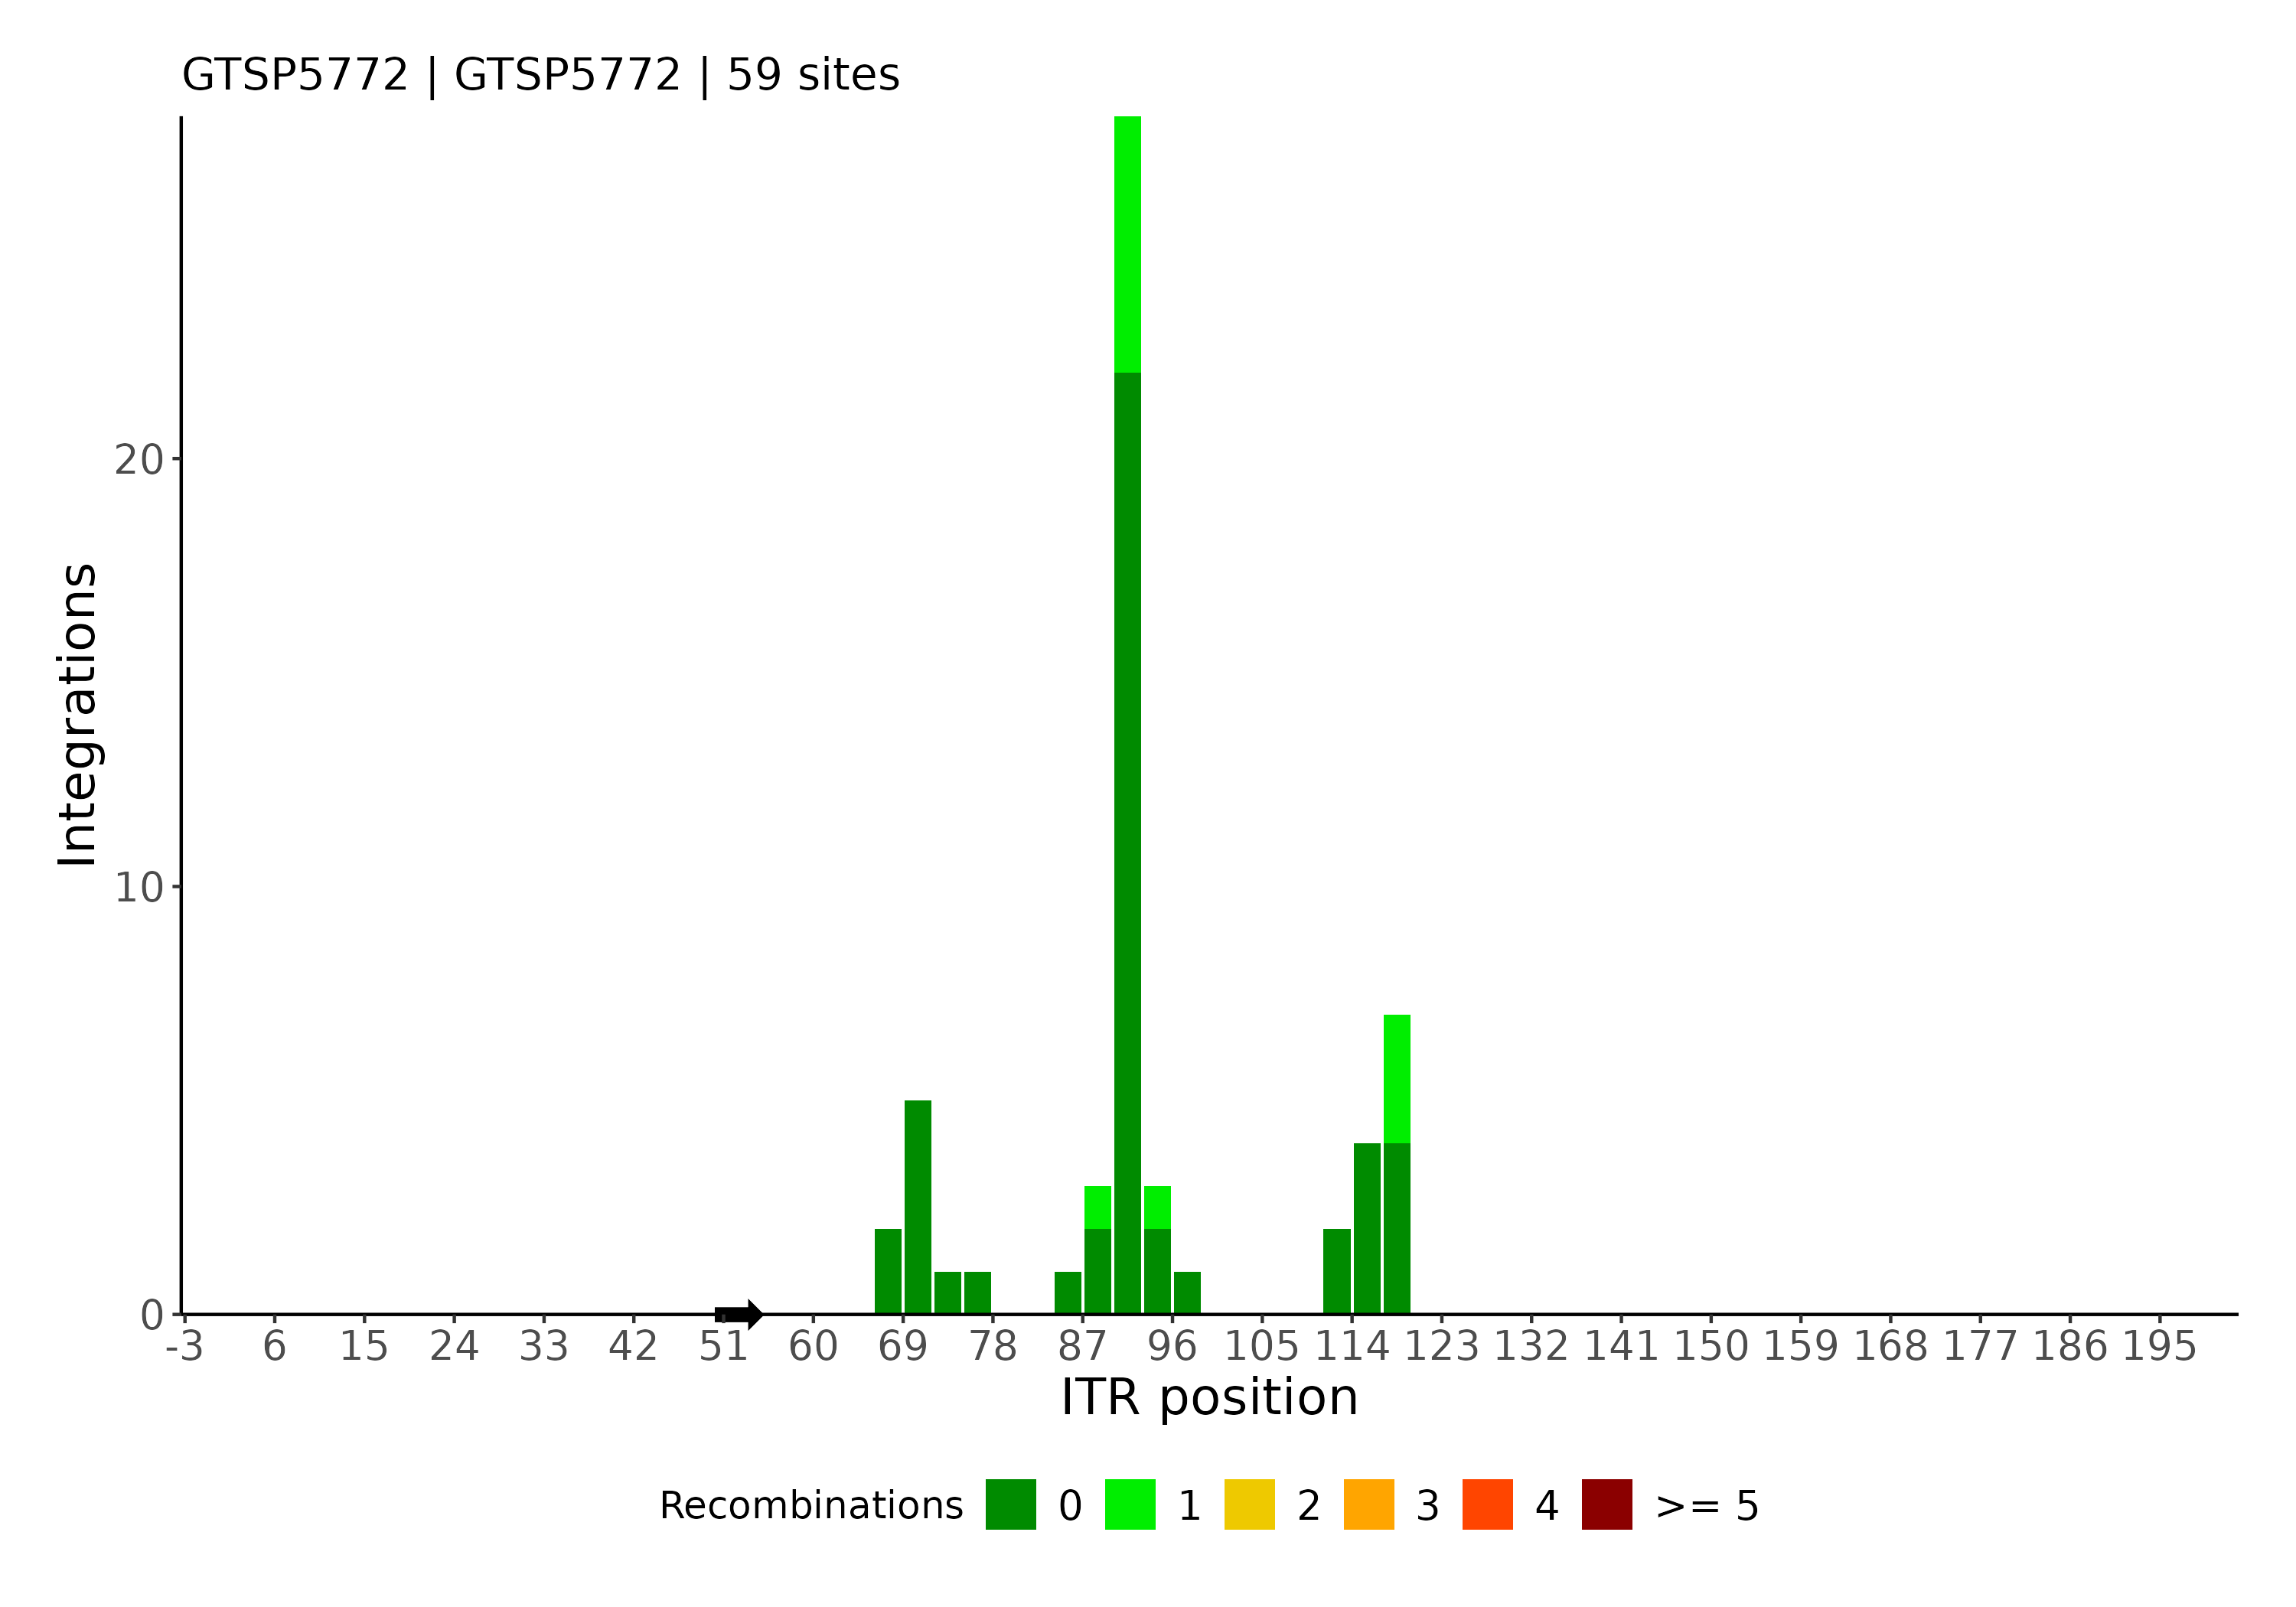 GTSP5772 | GTSP5772 | 59 sites
Integrations
20
10
0
-3 6 15 24 33 42 51 60 69 78 87 96 105 114 123 132 141 150 159 168 177 186 195
ITR position
Recombinations 0 1 2 3 4 >= 5